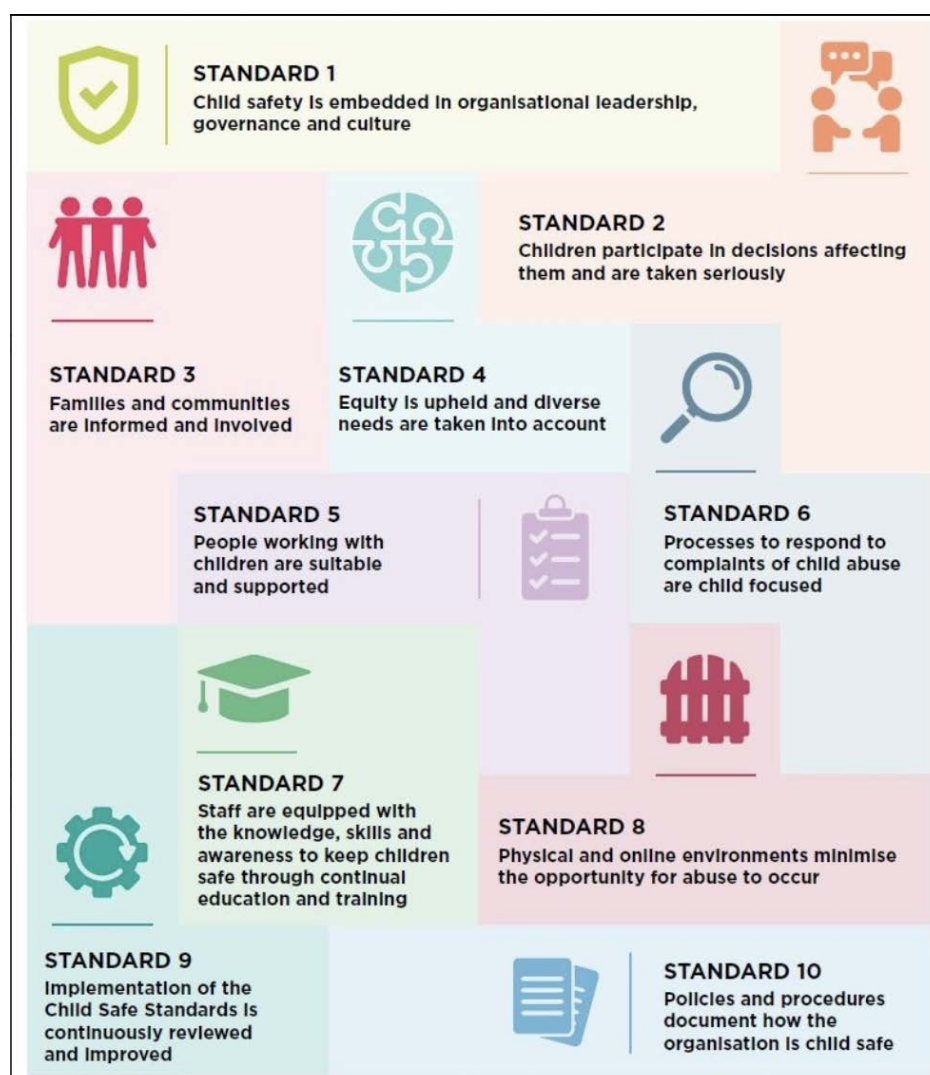 STANDARD 1
Child safety is embedded in organisational leadership,
governance and culture
STANDARD 2
Children participate in decisions affecting
them and are taken seriously
STANDARD 3
Families and communities
are informed and involved
STANDARD 4
Equity is upheld and diverse
needs are taken into account
STANDARD 5
People working with
children are suitable
and supported
STANDARD 6
Processes to respond to
complaints of child abuse
are child focused
STANDARD 7
Staff are equipped with
the knowledge, skills and
awareness to keep children
safe through continual
education and training
STANDARD 8
Physical and online environments minimise
the opportunity for abuse to occur
STANDARD 9
Implementation of the
Child Safe Standards is
continuously reviewed
and improved
STANDARD 10
Policies and procedures
document how the
organisation is child safe